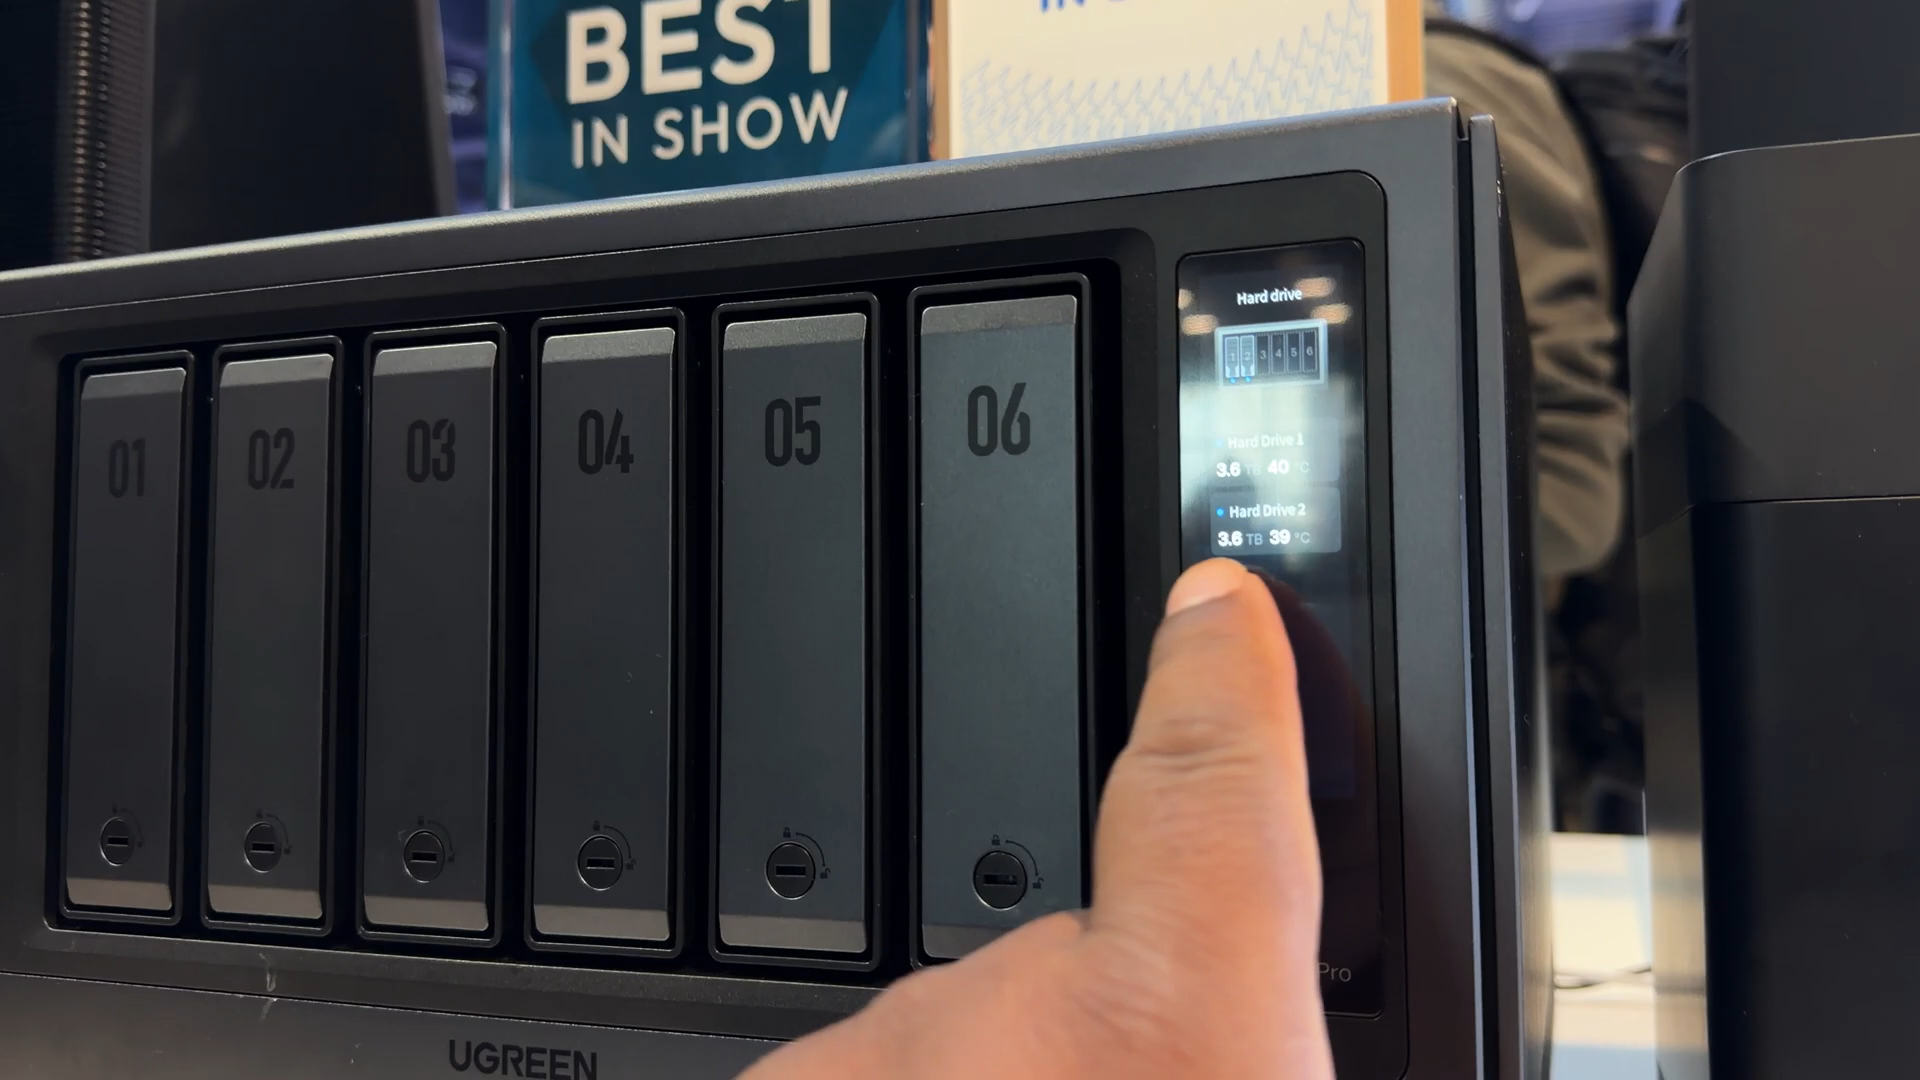 BEST
IN SHOW
01
02
03
04
05
06
Hard drive
1 2 3 4 5 6
Hard Drive 1
3.6 TB 40 °C
Hard Drive 2
3.6 TB 39 °C
Pro
UGREEN